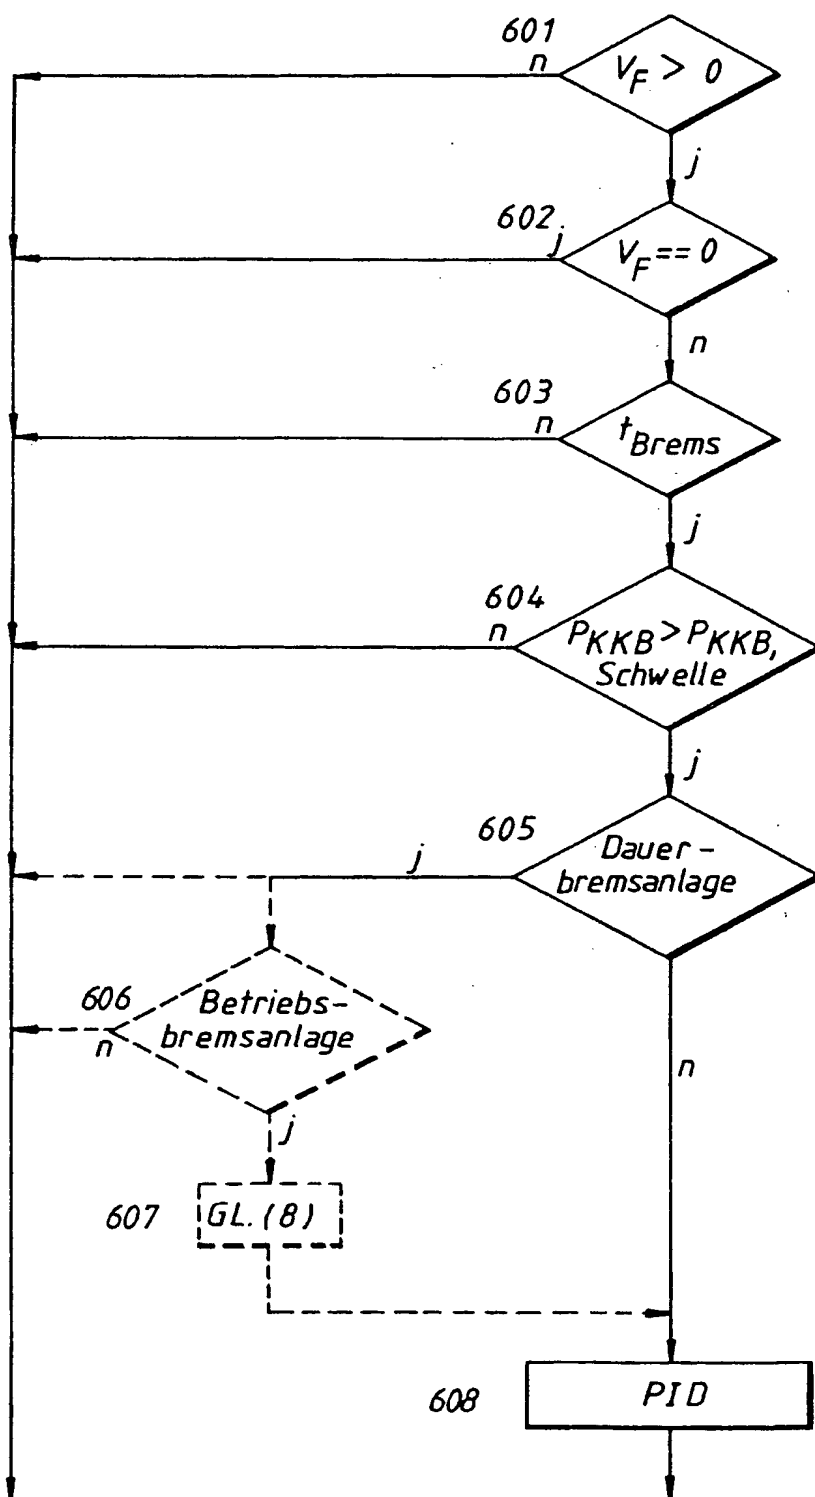 601
n
V_F > 0
j
602
j
V_F == 0
n
603
n
t_Brems
j
604
n
P_KKB > P_KKB,
Schwelle
j
605
j
Dauer-
bremsanlage
606
n
Betriebs-
bremsanlage
n
j
607
GL. (8)
608
PID